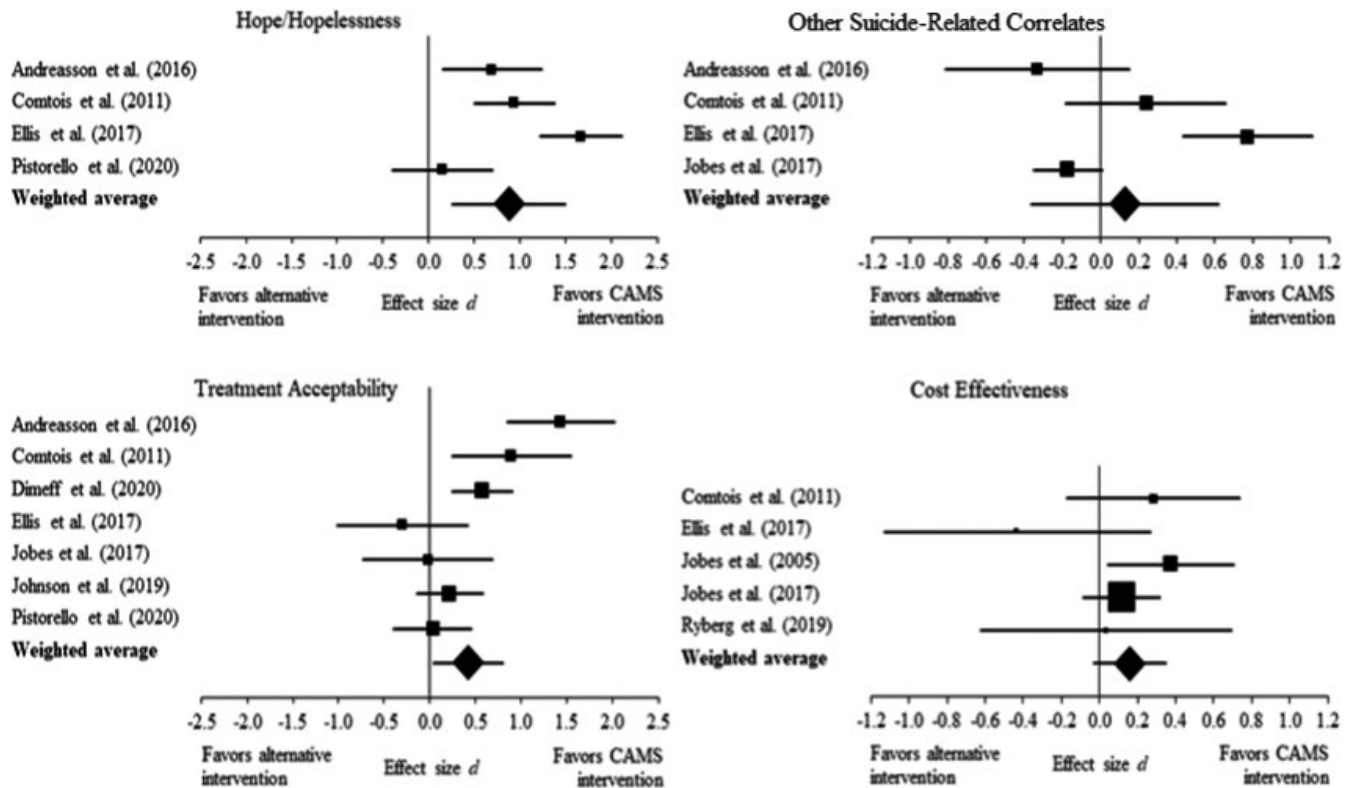 Hope/Hopelessness
Andreasson et al. (2016)
Comtois et al. (2011)
Ellis et al. (2017)
Pistorello et al. (2020)
Weighted average
-2.5 -2.0 -1.5 -1.0 -0.5 0.0 0.5 1.0 1.5 2.0 2.5
Favors alternative
intervention
Effect size d
Favors CAMS
intervention
Other Suicide-Related Correlates
Andreasson et al. (2016)
Comtois et al. (2011)
Ellis et al. (2017)
Jobes et al. (2017)
Weighted average
-1.2 -1.0 -0.8 -0.6 -0.4 -0.2 0.0 0.2 0.4 0.6 0.8 1.0 1.2
Favors alternative
intervention
Effect size d
Favors CAMS
intervention
Treatment Acceptability
Andreasson et al. (2016)
Comtois et al. (2011)
Dimeff et al. (2020)
Ellis et al. (2017)
Jobes et al. (2017)
Johnson et al. (2019)
Pistorello et al. (2020)
Weighted average
-2.5 -2.0 -1.5 -1.0 -0.5 0.0 0.5 1.0 1.5 2.0 2.5
Favors alternative
intervention
Effect size d
Favors CAMS
intervention
Cost Effectiveness
Comtois et al. (2011)
Ellis et al. (2017)
Jobes et al. (2005)
Jobes et al. (2017)
Ryberg et al. (2019)
Weighted average
-1.2 -1.0 -0.8 -0.6 -0.4 -0.2 0.0 0.2 0.4 0.6 0.8 1.0 1.2
Favors alternative
intervention
Effect size d
Favors CAMS
intervention